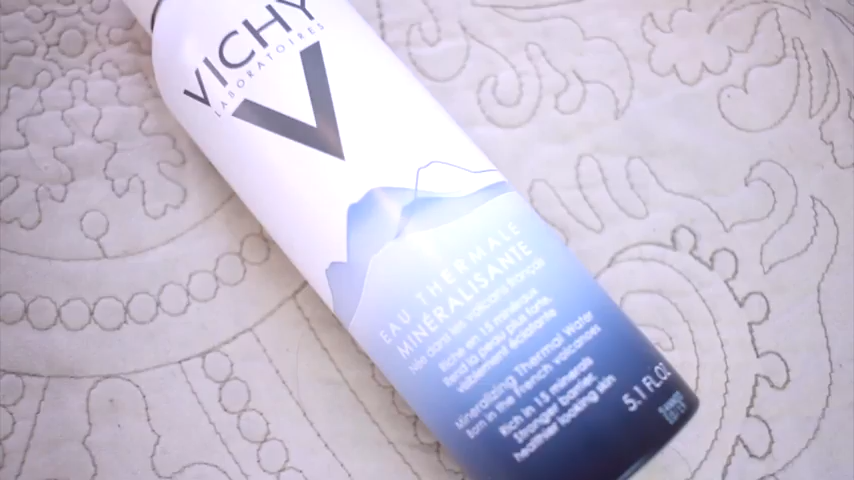 VICHY
LABORATOIRES
EAU THERMALE
MINÉRALISANTE
Née dans les volcans français
Riche en 15 minéraux
Rend la peau plus forte,
visiblement éclatante
Mineralizing Thermal Water
Born in the French volcanoes
Rich in 15 minerals
Stronger barrier,
healthier looking skin
5.1 FL.OZ